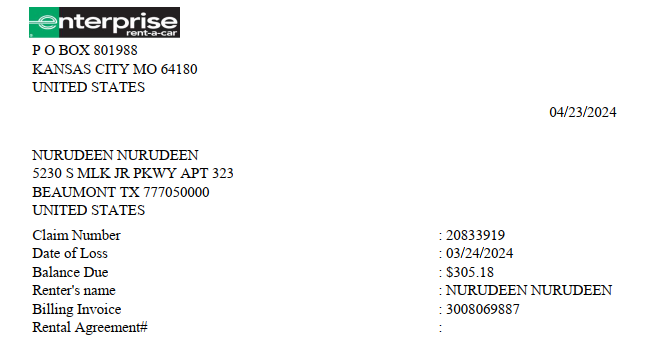 enterprise
rent-a-car
P O BOX 801988
KANSAS CITY MO 64180
UNITED STATES
04/23/2024
NURUDEEN NURUDEEN
5230 S MLK JR PKWY APT 323
BEAUMONT TX 777050000
UNITED STATES
Claim Number : 20833919
Date of Loss : 03/24/2024
Balance Due : $305.18
Renter's name : NURUDEEN NURUDEEN
Billing Invoice : 3008069887
Rental Agreement# :